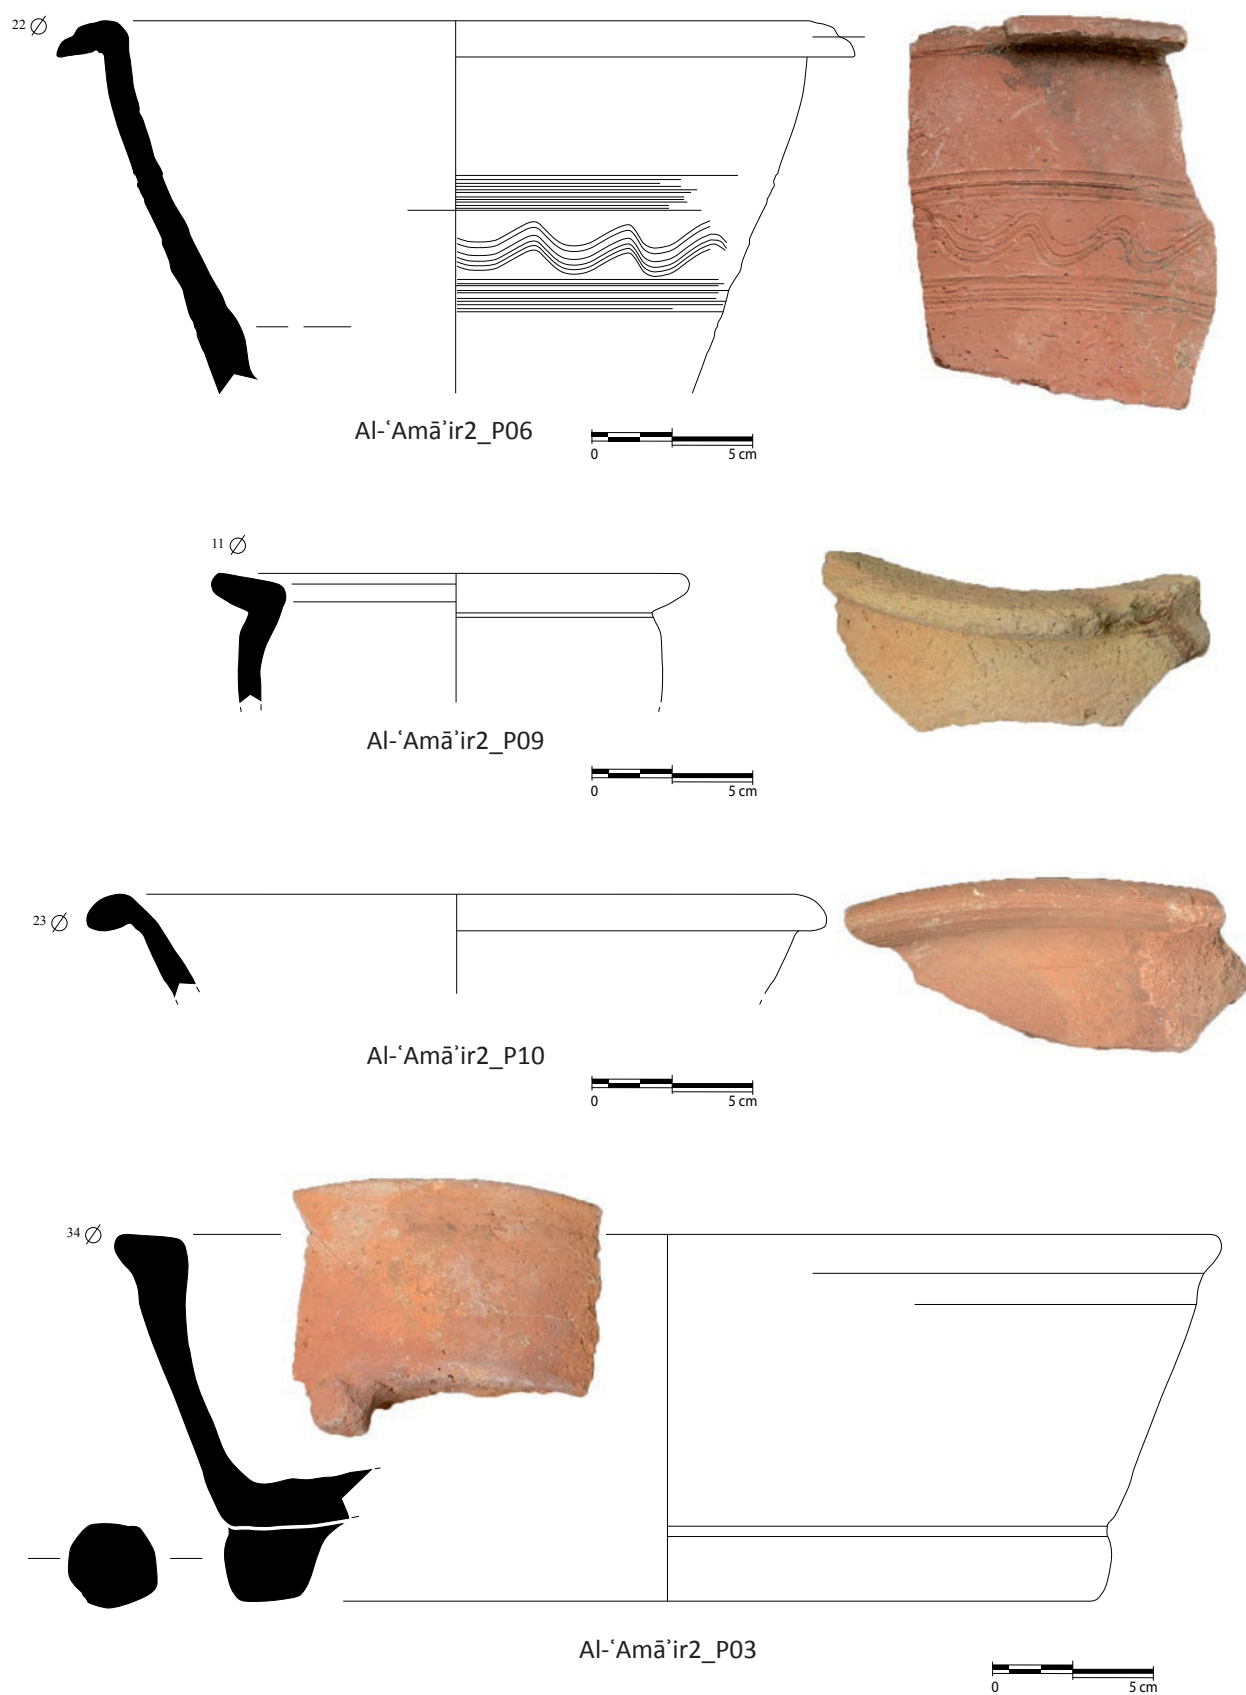 22 Ø
Al-ʿAmāʾir2_P06
0 5 cm
11 Ø
Al-ʿAmāʾir2_P09
0 5 cm
23 Ø
Al-ʿAmāʾir2_P10
0 5 cm
34 Ø
Al-ʿAmāʾir2_P03
0 5 cm